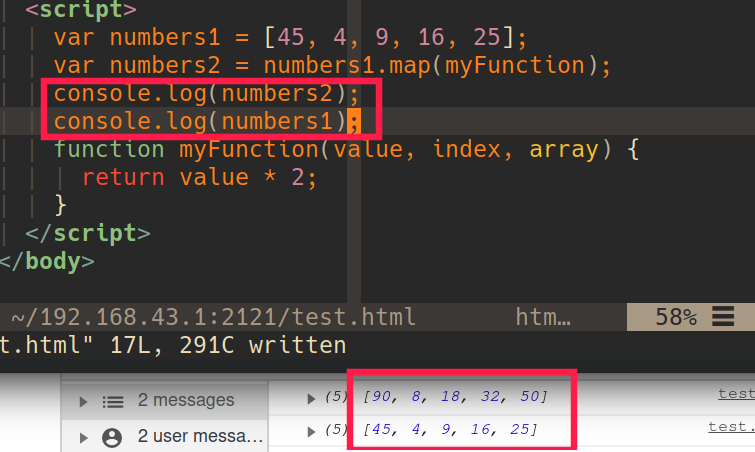 <script>
var numbers1 = [45, 4, 9, 16, 25];
var numbers2 = numbers1.map(myFunction);
console.log(numbers2);
console.log(numbers1);
function myFunction(value, index, array) {
return value * 2;
}
</script>
</body>
~/192.168.43.1:2121/test.html htm… 58% ☰
t.html" 17L, 291C written
2 messages
(5) [90, 8, 18, 32, 50] test.
2 user messa…
(5) [45, 4, 9, 16, 25] test.